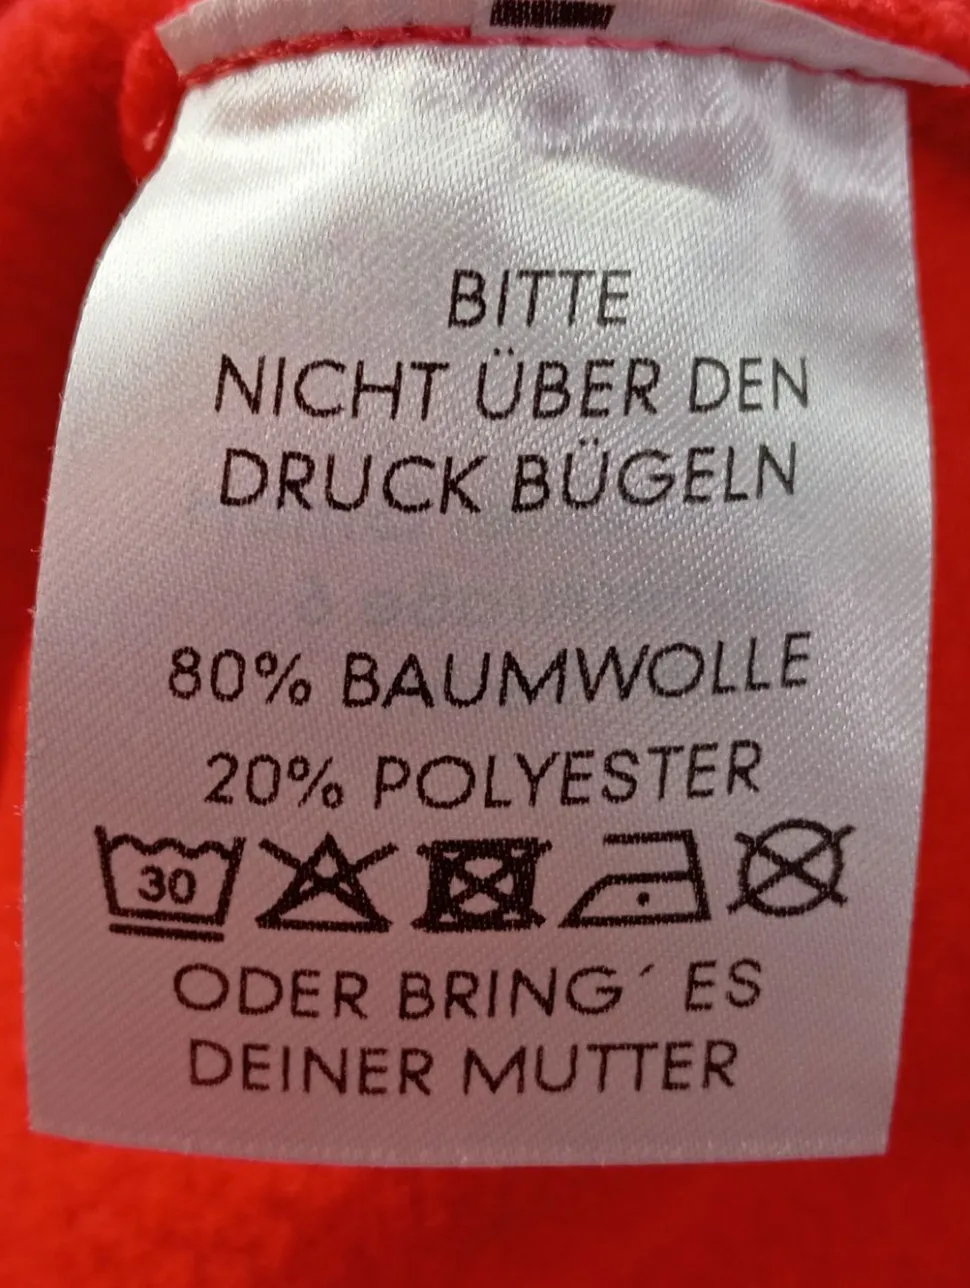 BITTE
NICHT ÜBER DEN
DRUCK BÜGELN
80% BAUMWOLLE
20% POLYESTER
30
ODER BRING´ ES
DEINER MUTTER